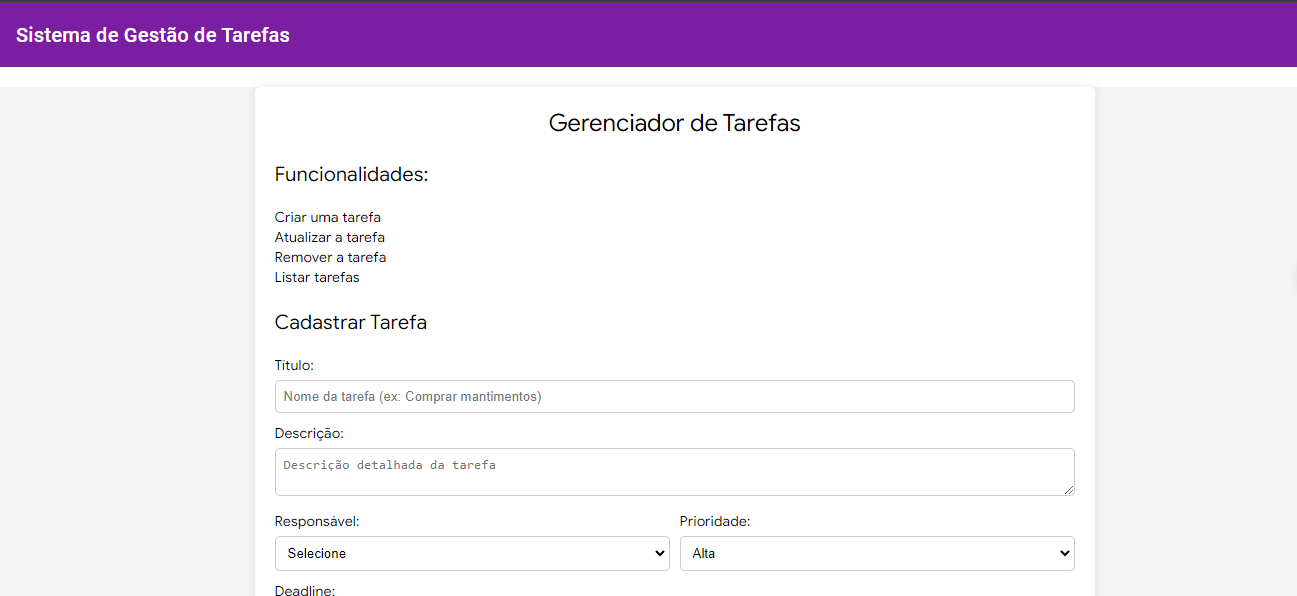 Sistema de Gestão de Tarefas
Gerenciador de Tarefas
Funcionalidades:
Criar uma tarefa
Atualizar a tarefa
Remover a tarefa
Listar tarefas
Cadastrar Tarefa
Título:
Nome da tarefa (ex: Comprar mantimentos)
Descrição:
Descrição detalhada da tarefa
Responsável: Prioridade:
Selecione Alta
Deadline: